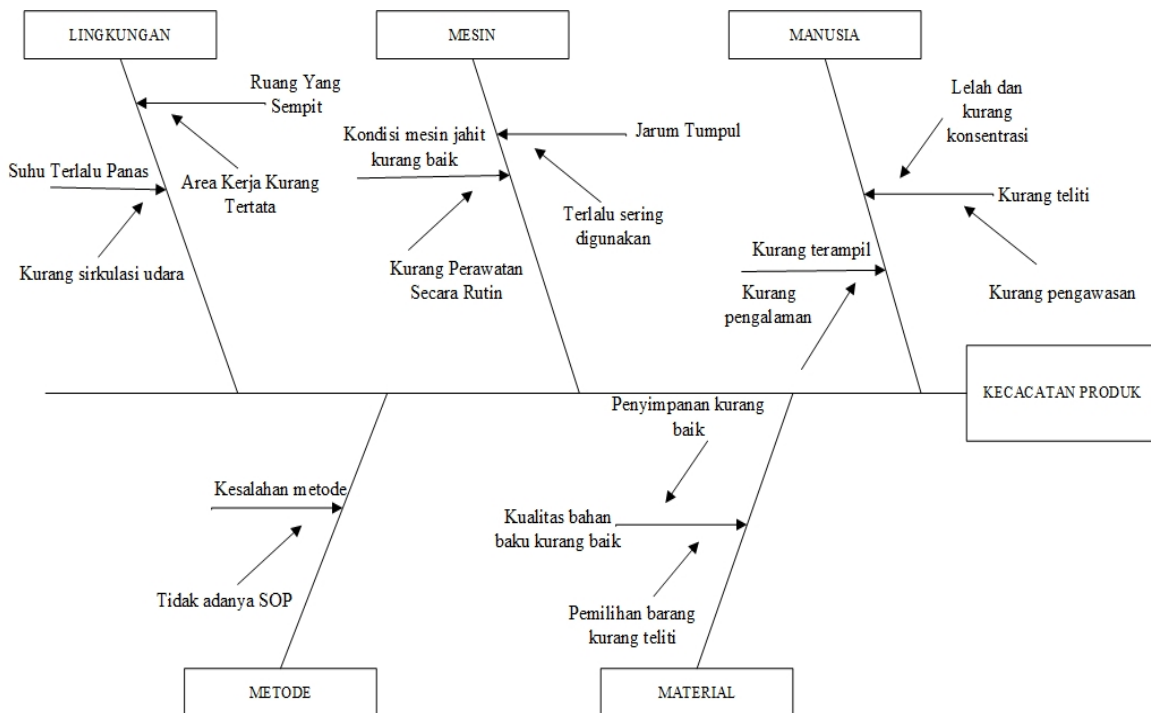 LINGKUNGAN
MESIN
MANUSIA
Ruang Yang
Sempit
Suhu Terlalu Panas
Area Kerja Kurang
Tertata
Kurang sirkulasi udara
Kondisi mesin jahit
kurang baik
Jarum Tumpul
Terlalu sering
digunakan
Kurang Perawatan
Secara Rutin
Lelah dan
kurang
konsentrasi
Kurang teliti
Kurang terampil
Kurang
pengalaman
Kurang pengawasan
KECACATAN PRODUK
Kesalahan metode
Tidak adanya SOP
Penyimpanan kurang
baik
Kualitas bahan
baku kurang baik
Pemilihan barang
kurang teliti
METODE
MATERIAL